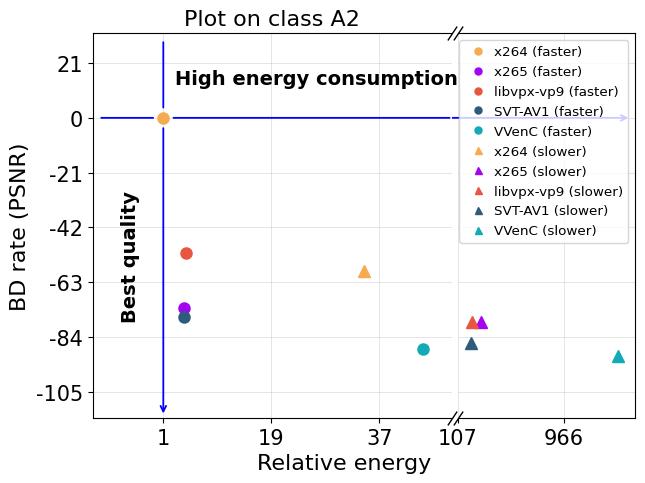 Plot on class A2
21
0
-21
-42
-63
-84
-105
BD rate (PSNR)
High energy consumption
Best quality
x264 (faster)
x265 (faster)
libvpx-vp9 (faster)
SVT-AV1 (faster)
VVenC (faster)
x264 (slower)
x265 (slower)
libvpx-vp9 (slower)
SVT-AV1 (slower)
VVenC (slower)
1 19 37 107 966
Relative energy